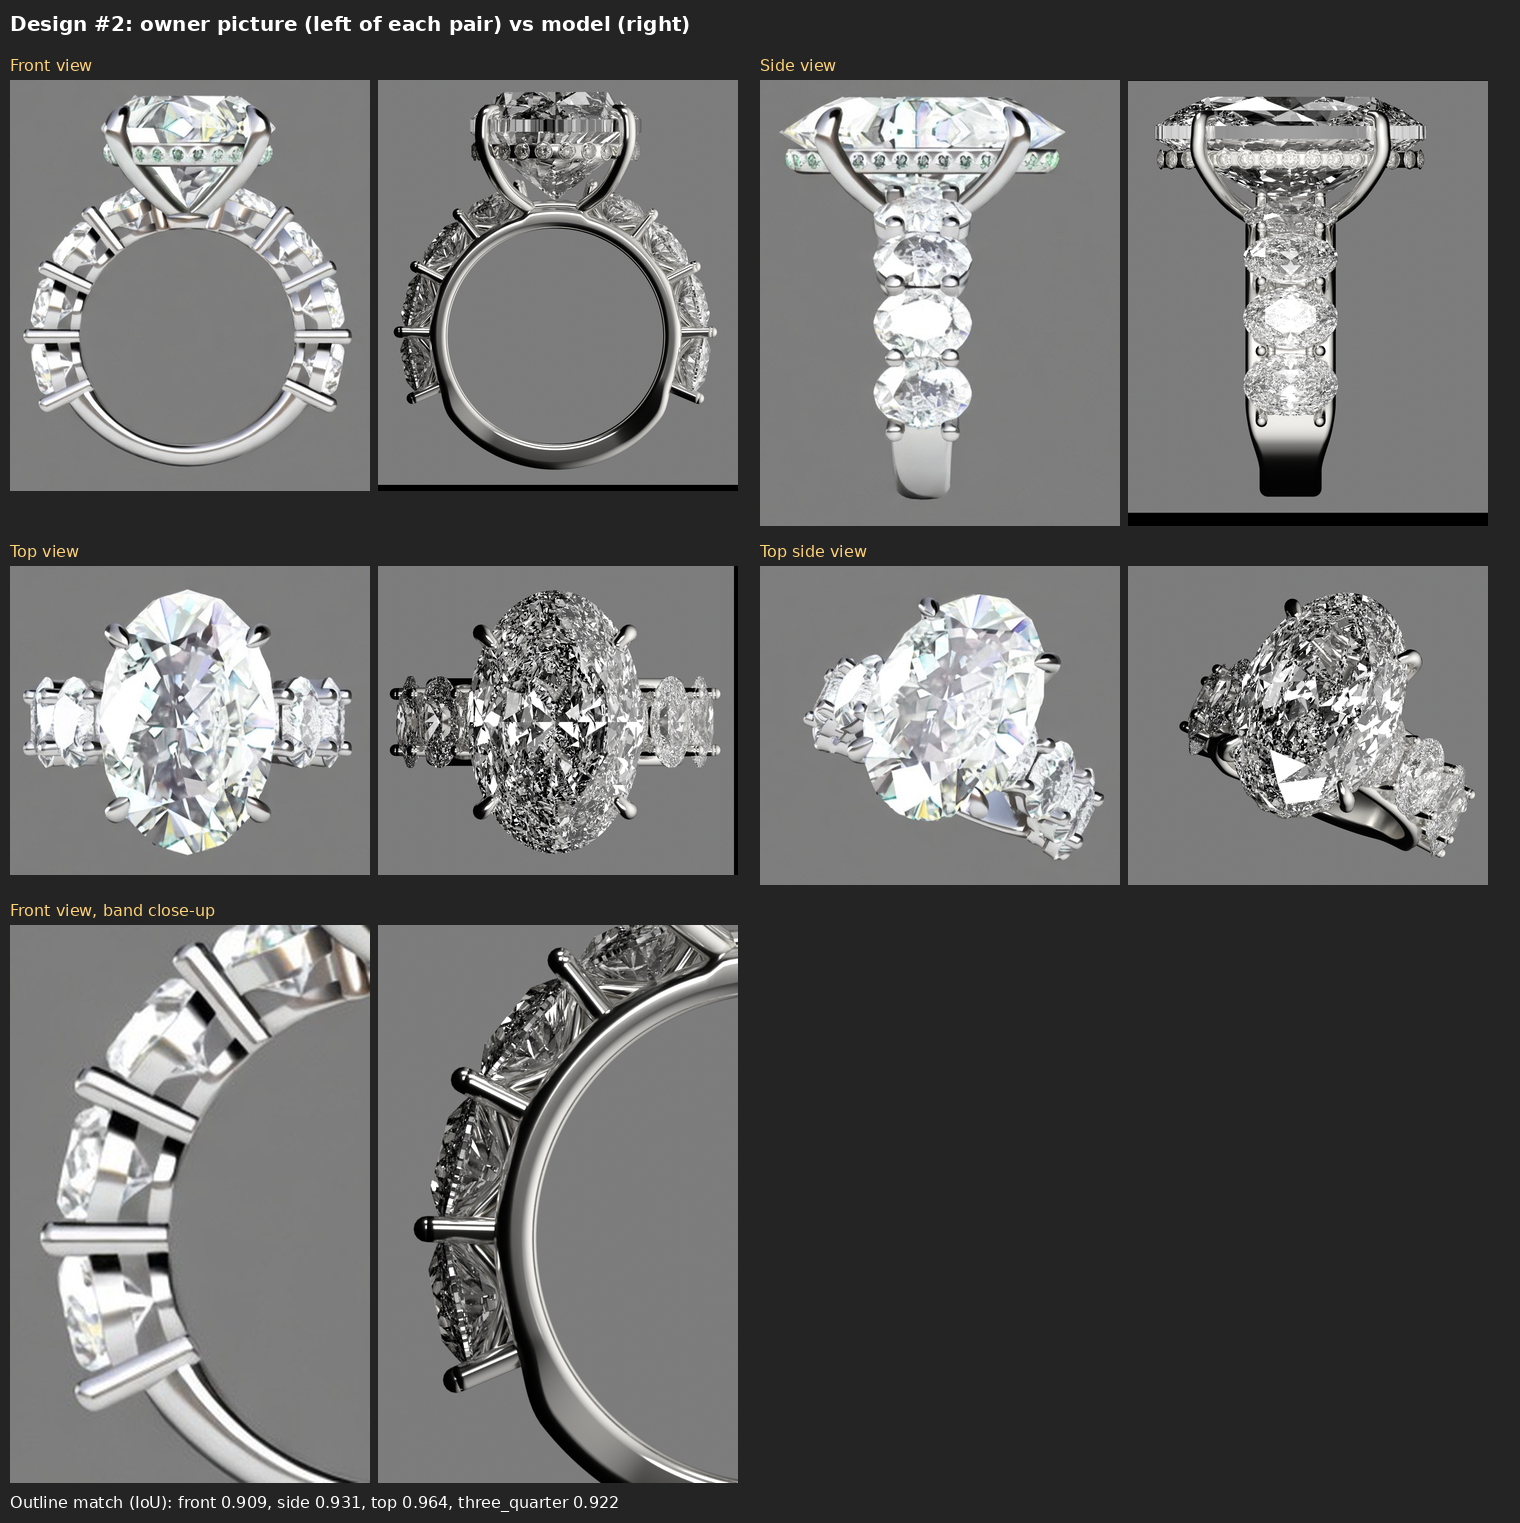 Design #2: owner picture (left of each pair) vs model (right)
Front view
Side view
Top view
Top side view
Front view, band close-up
Outline match (IoU): front 0.909, side 0.931, top 0.964, three_quarter 0.922